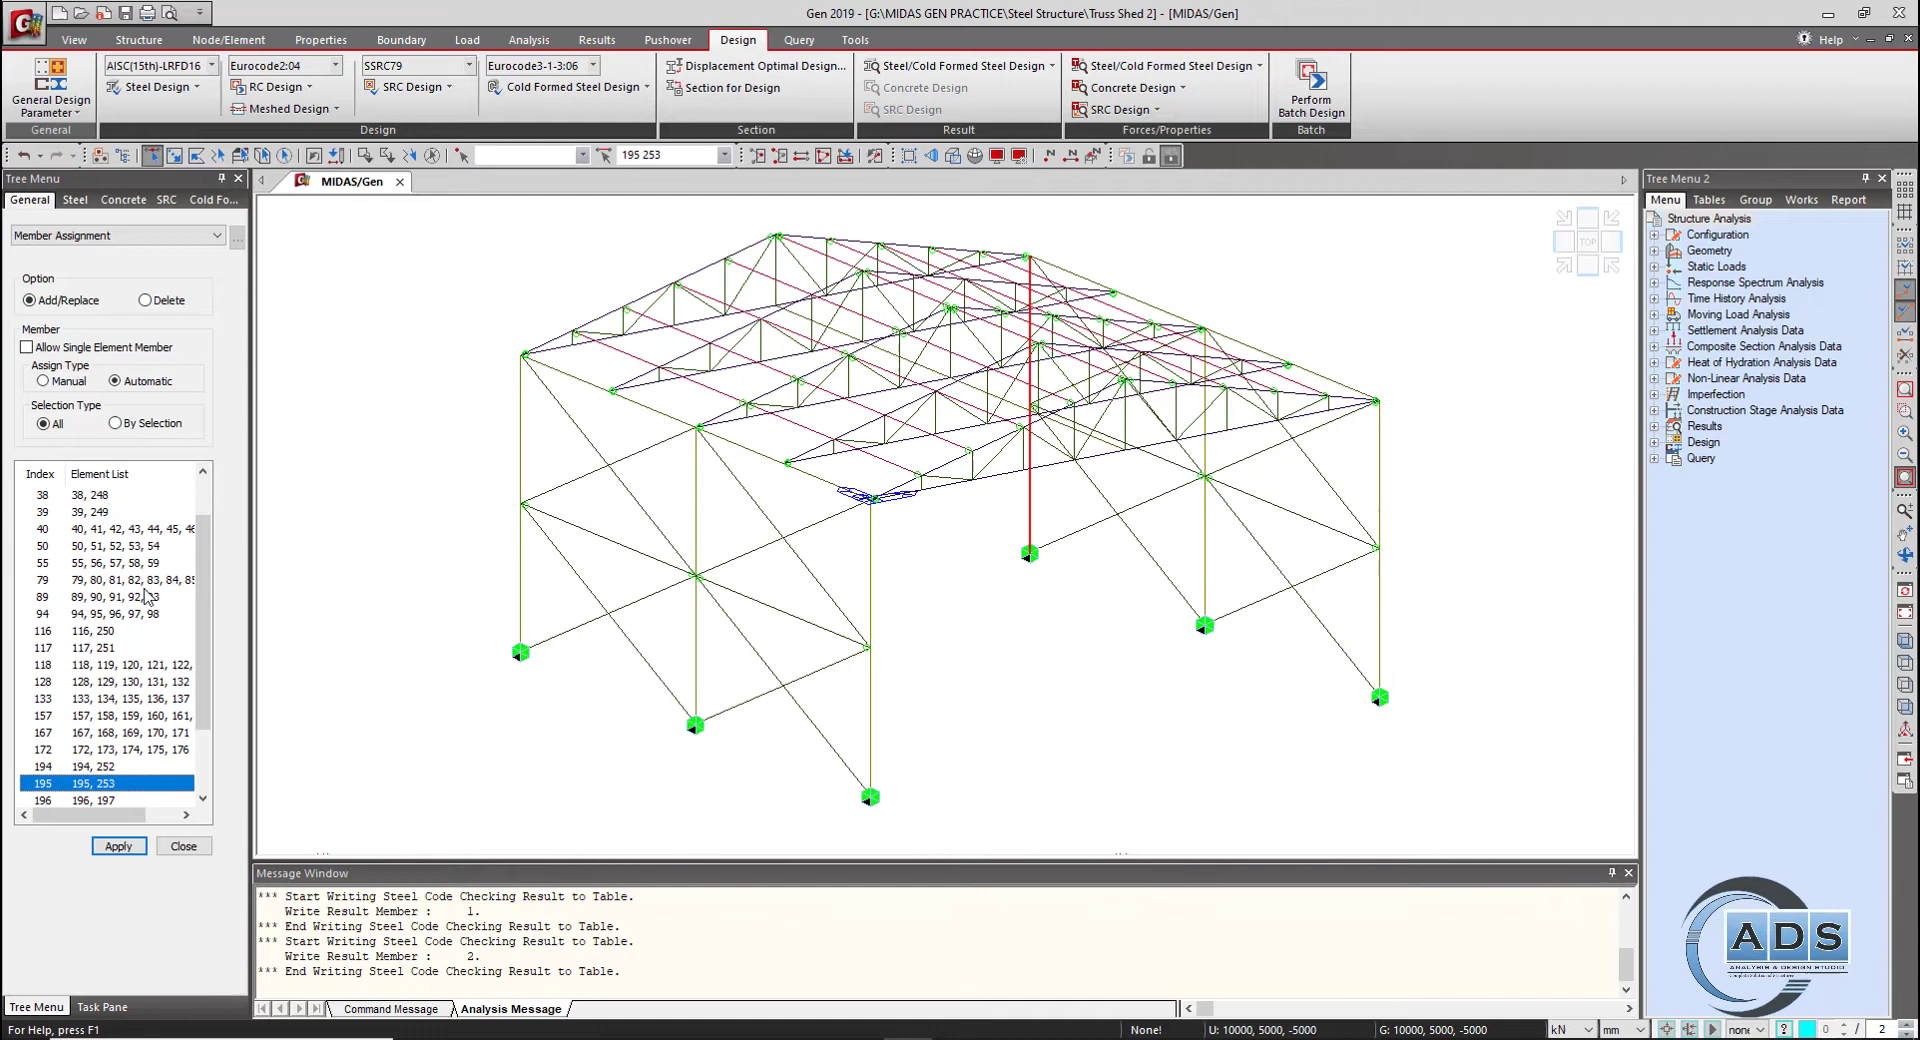 Gen 2019 - [G:\MIDAS GEN PRACTICE\Steel Structure\Truss Shed 2] - [MIDAS/Gen]
View Structure Node/Element Properties Boundary Load Analysis Results Pushover Design Query Tools Help
AISC(15th)-LRFD16 Eurocode2:04 SSRC79 Eurocode3-1-3:06 Displacement Optimal Design... Steel/Cold Formed Steel Design Steel/Cold Formed Steel Design
Steel Design RC Design SRC Design Cold Formed Steel Design Section for Design Concrete Design Concrete Design
General Design Parameter Meshed Design SRC Design SRC Design Perform Batch Design
General Design Section Result Forces/Properties Batch
195 253
Tree Menu
General Steel Concrete SRC Cold Fo...
Member Assignment
Option
Add/Replace Delete
Member
Allow Single Element Member
Assign Type
Manual Automatic
Selection Type
All By Selection
Index Element List
38 38, 248
39 39, 249
40 40, 41, 42, 43, 44, 45, 46
50 50, 51, 52, 53, 54
55 55, 56, 57, 58, 59
79 79, 80, 81, 82, 83, 84, 85
89 89, 90, 91, 92, 93
94 94, 95, 96, 97, 98
116 116, 250
117 117, 251
118 118, 119, 120, 121, 122,
128 128, 129, 130, 131, 132
133 133, 134, 135, 136, 137
157 157, 158, 159, 160, 161,
167 167, 168, 169, 170, 171
172 172, 173, 174, 175, 176
194 194, 252
195 195, 253
196 196, 197
Apply Close
Tree Menu Task Pane
MIDAS/Gen
TOP
Message Window
*** Start Writing Steel Code Checking Result to Table.
Write Result Member : 1.
*** End Writing Steel Code Checking Result to Table.
*** Start Writing Steel Code Checking Result to Table.
Write Result Member : 2.
*** End Writing Steel Code Checking Result to Table.
Command Message Analysis Message
Tree Menu 2
Menu Tables Group Works Report
Structure Analysis
Configuration
Geometry
Static Loads
Response Spectrum Analysis
Time History Analysis
Moving Load Analysis
Settlement Analysis Data
Composite Section Analysis Data
Heat of Hydration Analysis Data
Non-Linear Analysis Data
Imperfection
Construction Stage Analysis Data
Results
Design
Query
ADS
ANALYSIS & DESIGN STUDIO
For Help, press F1 None! U: 10000, 5000, -5000 G: 10000, 5000, -5000 kN mm none ? 0 / 2